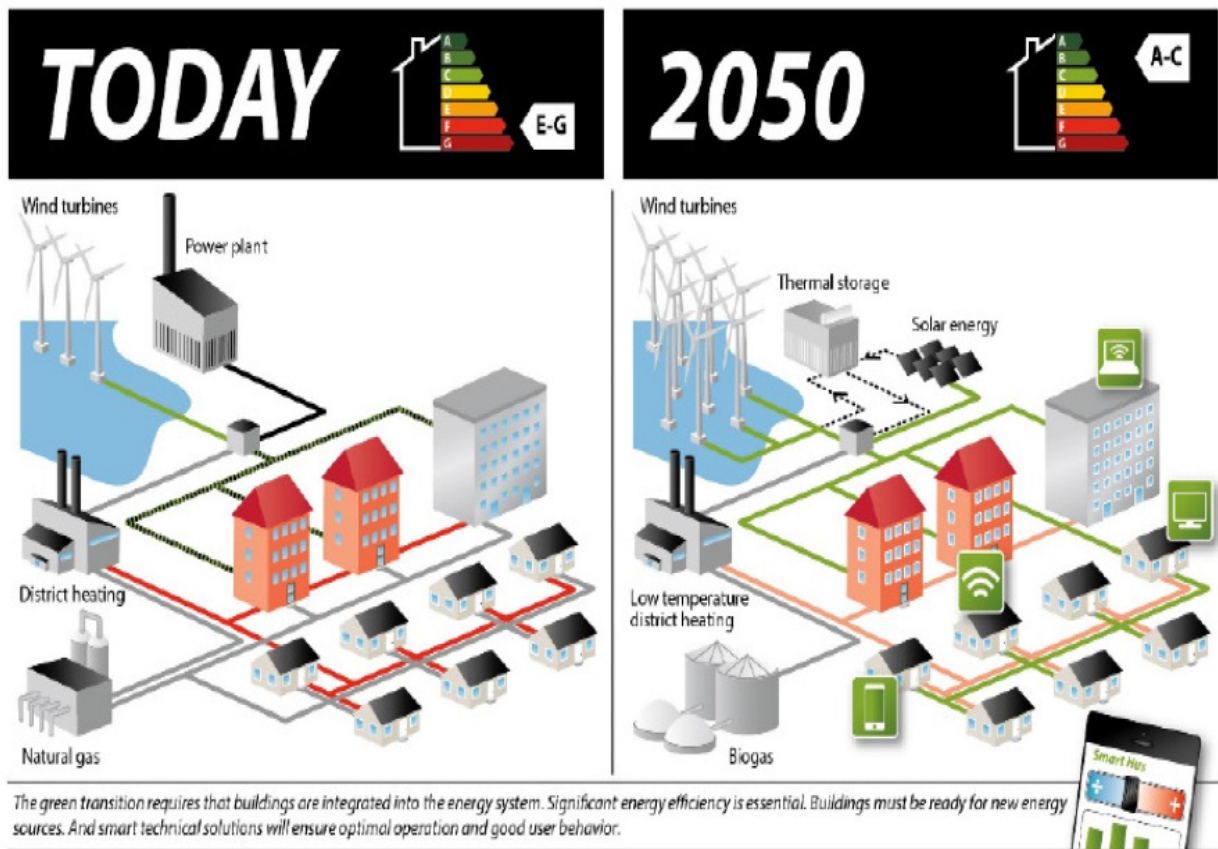 TODAY
A
B
C
D
E
F
G
E-G
2050
A
B
C
D
E
F
G
A-C
Wind turbines
Power plant
District heating
Natural gas
Wind turbines
Thermal storage
Solar energy
Low temperature
district heating
Biogas
Smart Hus
+
+
The green transition requires that buildings are integrated into the energy system. Significant energy efficiency is essential. Buildings must be ready for new energy
sources. And smart technical solutions will ensure optimal operation and good user behavior.